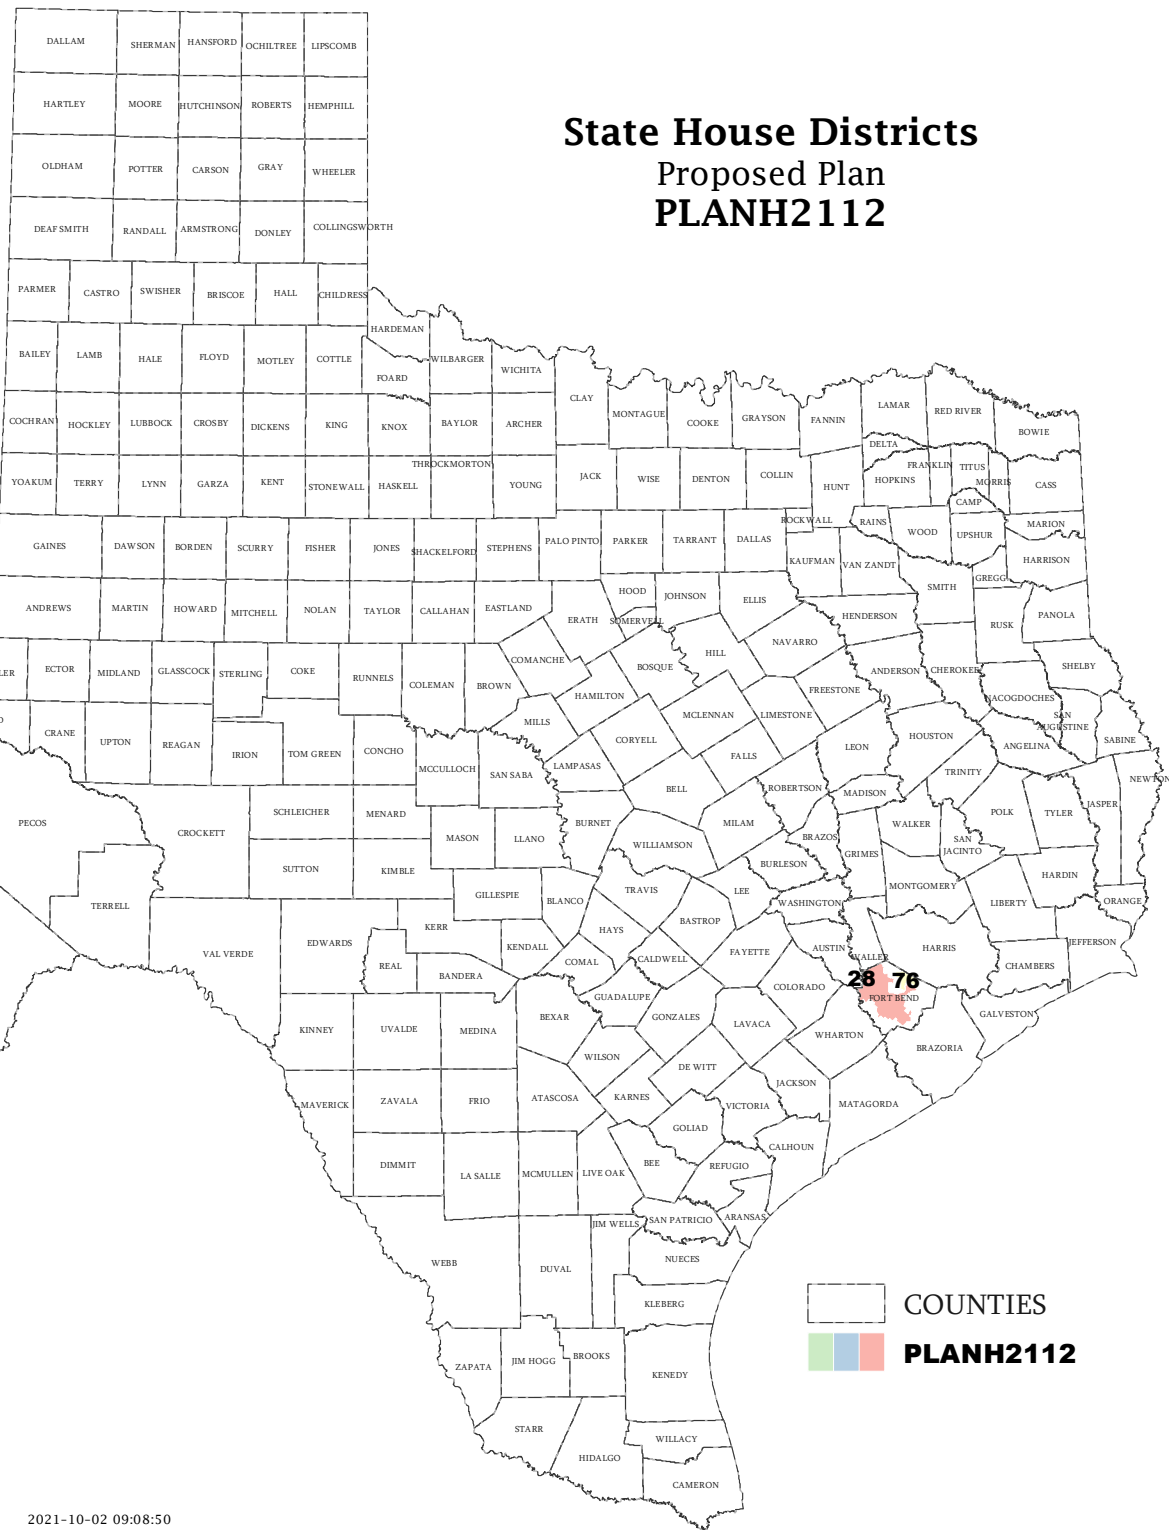 State House Districts
Proposed Plan
PLANH2112
DALLAM SHERMAN HANSFORD OCHILTREE LIPSCOMB
HARTLEY MOORE HUTCHINSON ROBERTS HEMPHILL
OLDHAM POTTER CARSON GRAY WHEELER
DEAF SMITH RANDALL ARMSTRONG DONLEY COLLINGSWORTH
PARMER CASTRO SWISHER BRISCOE HALL CHILDRESS
HARDEMAN
BAILEY LAMB HALE FLOYD MOTLEY COTTLE FOARD WILBARGER WICHITA
CLAY MONTAGUE COOKE GRAYSON FANNIN LAMAR RED RIVER BOWIE
COCHRAN HOCKLEY LUBBOCK CROSBY DICKENS KING KNOX BAYLOR ARCHER
DELTA FRANKLIN TITUS MORRIS CASS
YOAKUM TERRY LYNN GARZA KENT STONEWALL HASKELL THROCKMORTON YOUNG JACK WISE DENTON COLLIN HUNT HOPKINS
CAMP
ROCKWALL RAINS WOOD UPSHUR MARION
GAINES DAWSON BORDEN SCURRY FISHER JONES SHACKELFORD STEPHENS PALO PINTO PARKER TARRANT DALLAS
KAUFMAN VAN ZANDT SMITH GREGG HARRISON
ANDREWS MARTIN HOWARD MITCHELL NOLAN TAYLOR CALLAHAN EASTLAND ERATH HOOD SOMERVELL JOHNSON ELLIS HENDERSON RUSK PANOLA
NAVARRO
LER ECTOR MIDLAND GLASSCOCK STERLING COKE RUNNELS COLEMAN BROWN COMANCHE BOSQUE HILL ANDERSON CHEROKEE SHELBY
HAMILTON FREESTONE NACOGDOCHES
D CRANE UPTON REAGAN IRION TOM GREEN CONCHO MILLS CORYELL MCLENNAN LIMESTONE
SAN
AUGUSTINE
SABINE
LEON HOUSTON ANGELINA
MCCULLOCH SAN SABA LAMPASAS FALLS TRINITY NEWTON
BELL ROBERTSON MADISON
PECOS CROCKETT SCHLEICHER MENARD MASON LLANO BURNET MILAM BRAZOS WALKER POLK TYLER JASPER
SAN
JACINTO
WILLIAMSON GRIMES
SUTTON KIMBLE BURLESON HARDIN
TERRELL GILLESPIE BLANCO TRAVIS LEE WASHINGTON MONTGOMERY LIBERTY ORANGE
VAL VERDE EDWARDS KERR KENDALL HAYS BASTROP FAYETTE AUSTIN WALLER HARRIS JEFFERSON
REAL BANDERA COMAL CALDWELL CHAMBERS
28 76
COLORADO FORT BEND
KINNEY UVALDE MEDINA BEXAR GUADALUPE GONZALES LAVACA WHARTON GALVESTON
WILSON DE WITT BRAZORIA
MAVERICK ZAVALA FRIO ATASCOSA KARNES JACKSON VICTORIA MATAGORDA
GOLIAD CALHOUN
DIMMIT LA SALLE MCMULLEN LIVE OAK BEE REFUGIO
JIM WELLS SAN PATRICIO ARANSAS
WEBB DUVAL NUECES
KLEBERG
ZAPATA JIM HOGG BROOKS KENEDY
STARR HIDALGO WILLACY
CAMERON
COUNTIES
PLANH2112
2021-10-02 09:08:50